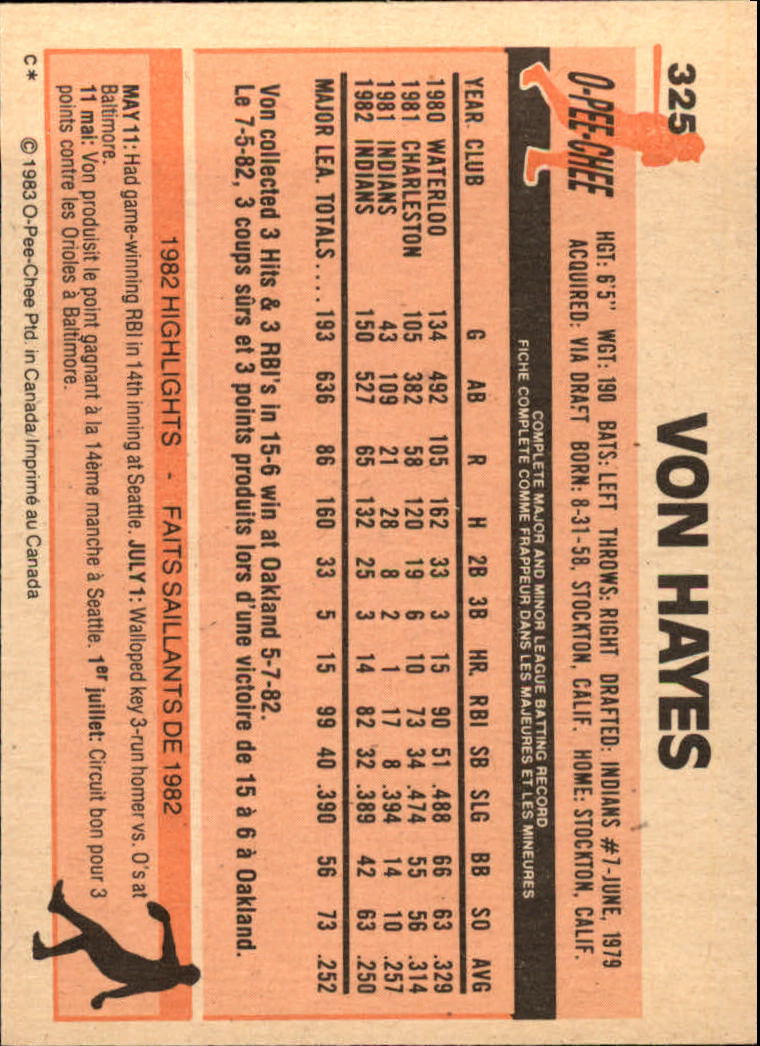 325
VON HAYES
O-PEE-CHEE
HGT: 6'5" WGT: 190 BATS: LEFT THROWS: RIGHT DRAFTED: INDIANS #7-JUNE, 1979
ACQUIRED: VIA DRAFT BORN: 8-31-58, STOCKTON, CALIF. HOME: STOCKTON, CALIF.
COMPLETE MAJOR AND MINOR LEAGUE BATTING RECORD
FICHE COMPLETE COMME FRAPPEUR DANS LES MAJEURES ET LES MINEURES
YEAR CLUB G AB R H 2B 3B HR. RBI SB SLG BB SO AVG
1980 WATERLOO 134 492 105 162 33 3 15 90 51 .488 66 63 .329
1981 CHARLESTON 105 382 58 120 19 6 10 73 34 .474 55 56 .314
1981 INDIANS 43 109 21 28 8 2 1 17 8 .394 14 10 .257
1982 INDIANS 150 527 65 132 25 3 14 82 32 .389 42 63 .250
MAJOR LEA. TOTALS.... 193 636 86 160 33 5 15 99 40 .390 56 73 .252
Von collected 3 Hits & 3 RBI's in 15-6 win at Oakland 5-7-82.
Le 7-5-82, 3 coups sûrs et 3 points produits lors d'une victoire de 15 à 6 à Oakland.
1982 HIGHLIGHTS - FAITS SAILLANTS DE 1982
MAY 11: Had game-winning RBI in 14th inning at Seattle. JULY 1: Walloped key 3-run homer vs. O's at
Baltimore.
11 mai: Von produisit le point gagnant à la 14ème manche à Seattle. 1er juillet: Circuit bon pour 3
points contre les Orioles à Baltimore.
C* © 1983 O-Pee-Chee Ptd. in Canada/Imprimé au Canada